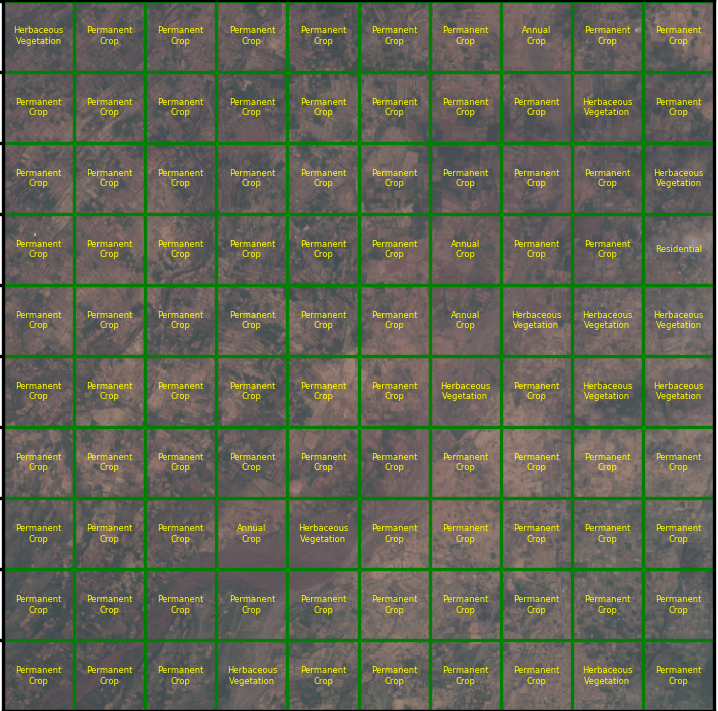 Herbaceous Vegetation Permanent Crop Permanent Crop Permanent Crop Permanent Crop Permanent Crop Permanent Crop Annual Crop Permanent Crop Permanent Crop
Permanent Crop Permanent Crop Permanent Crop Permanent Crop Permanent Crop Permanent Crop Permanent Crop Permanent Crop Herbaceous Vegetation Permanent Crop
Permanent Crop Permanent Crop Permanent Crop Permanent Crop Permanent Crop Permanent Crop Permanent Crop Permanent Crop Permanent Crop Herbaceous Vegetation
Permanent Crop Permanent Crop Permanent Crop Permanent Crop Permanent Crop Permanent Crop Annual Crop Permanent Crop Permanent Crop Residential
Permanent Crop Permanent Crop Permanent Crop Permanent Crop Permanent Crop Permanent Crop Annual Crop Herbaceous Vegetation Herbaceous Vegetation Herbaceous Vegetation
Permanent Crop Permanent Crop Permanent Crop Permanent Crop Permanent Crop Permanent Crop Herbaceous Vegetation Permanent Crop Herbaceous Vegetation Herbaceous Vegetation
Permanent Crop Permanent Crop Permanent Crop Permanent Crop Permanent Crop Permanent Crop Permanent Crop Permanent Crop Permanent Crop Permanent Crop
Permanent Crop Permanent Crop Permanent Crop Annual Crop Herbaceous Vegetation Permanent Crop Permanent Crop Permanent Crop Permanent Crop Permanent Crop
Permanent Crop Permanent Crop Permanent Crop Permanent Crop Permanent Crop Permanent Crop Permanent Crop Permanent Crop Permanent Crop Permanent Crop
Permanent Crop Permanent Crop Permanent Crop Herbaceous Vegetation Permanent Crop Permanent Crop Permanent Crop Permanent Crop Herbaceous Vegetation Permanent Crop